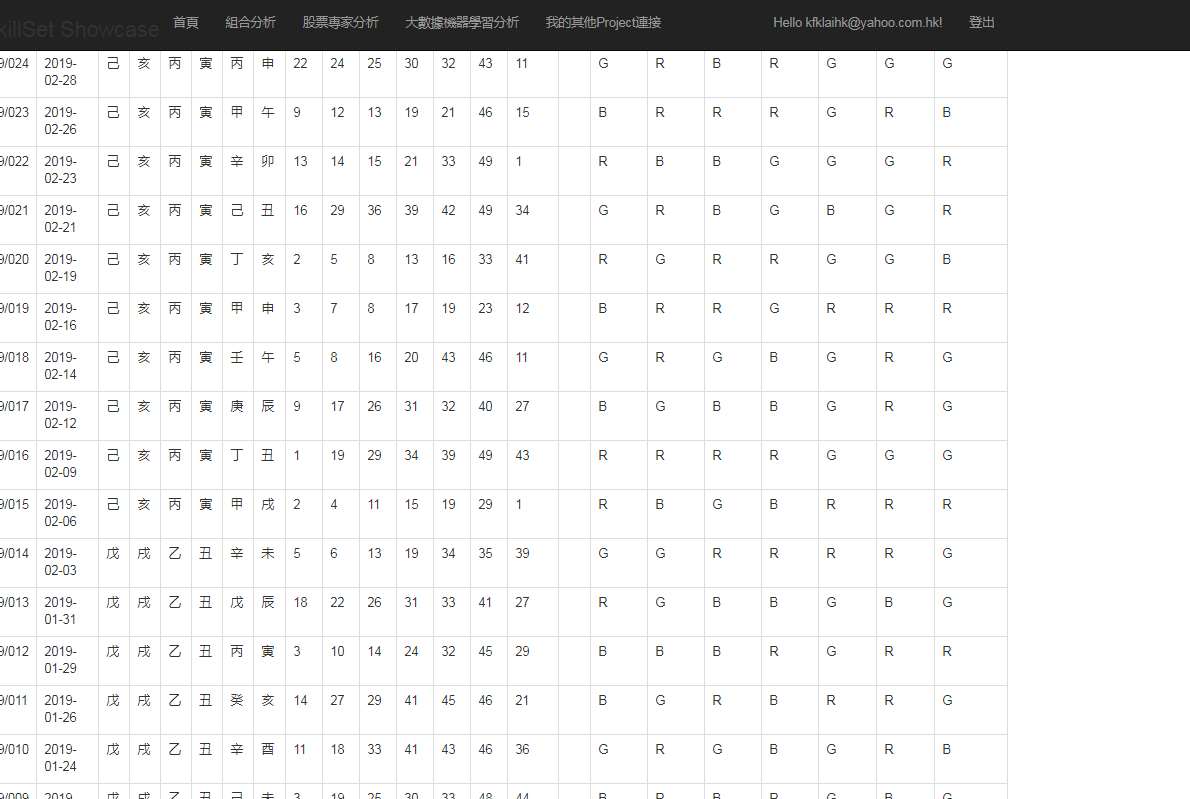 killSet Showcase 首頁 組合分析 股票專家分析 大數據機器學習分析 我的其他Project連接 Hello kfklaihk@yahoo.com.hk! 登出
9/024 2019-02-28 己 亥 丙 寅 丙 申 22 24 25 30 32 43 11 G R B R G G G
9/023 2019-02-26 己 亥 丙 寅 甲 午 9 12 13 19 21 46 15 B R R R G R B
9/022 2019-02-23 己 亥 丙 寅 辛 卯 13 14 15 21 33 49 1 R B B G G G R
9/021 2019-02-21 己 亥 丙 寅 己 丑 16 29 36 39 42 49 34 G R B G B G R
9/020 2019-02-19 己 亥 丙 寅 丁 亥 2 5 8 13 16 33 41 R G R R G G B
9/019 2019-02-16 己 亥 丙 寅 甲 申 3 7 8 17 19 23 12 B R R G R R R
9/018 2019-02-14 己 亥 丙 寅 壬 午 5 8 16 20 43 46 11 G R G B G R G
9/017 2019-02-12 己 亥 丙 寅 庚 辰 9 17 26 31 32 40 27 B G B B G R G
9/016 2019-02-09 己 亥 丙 寅 丁 丑 1 19 29 34 39 49 43 R R R R G G G
9/015 2019-02-06 己 亥 丙 寅 甲 戌 2 4 11 15 19 29 1 R B G B R R R
9/014 2019-02-03 戊 戌 乙 丑 辛 未 5 6 13 19 34 35 39 G G R R R R G
9/013 2019-01-31 戊 戌 乙 丑 戊 辰 18 22 26 31 33 41 27 R G B B G B G
9/012 2019-01-29 戊 戌 乙 丑 丙 寅 3 10 14 24 32 45 29 B B B R G R R
9/011 2019-01-26 戊 戌 乙 丑 癸 亥 14 27 29 41 45 46 21 B G R B R R G
9/010 2019-01-24 戊 戌 乙 丑 辛 酉 11 18 33 41 43 46 36 G R G B G R B
9/009 2019- 戊 戌 乙 丑 己 未 3 19 25 30 33 48 44 B R B R G B G